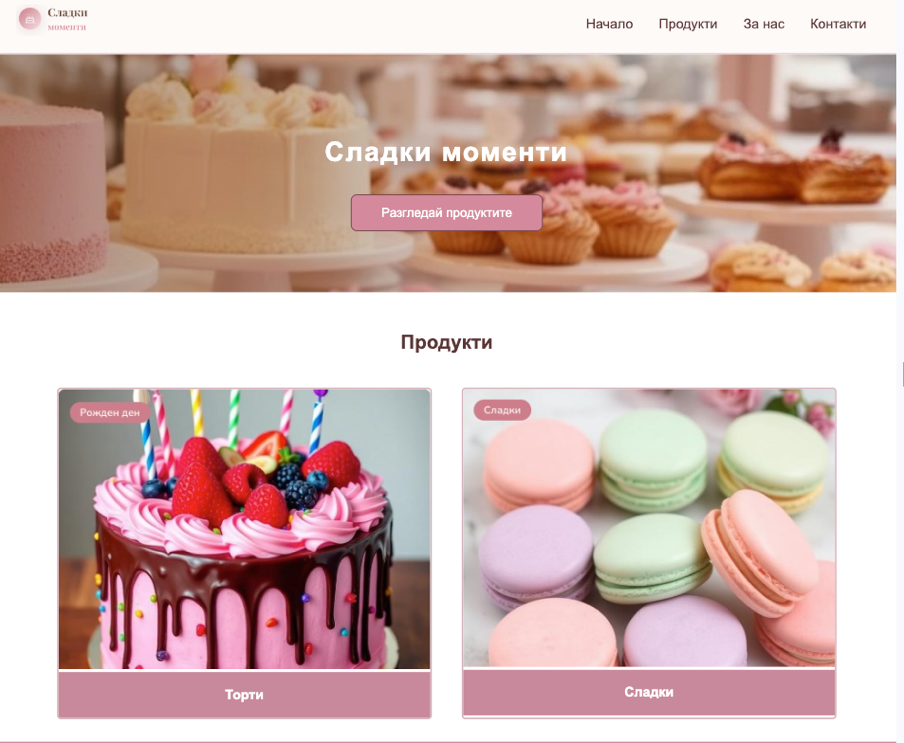 Сладки
моменти
Начало Продукти За нас Контакти
Сладки моменти
Разгледай продуктите
Продукти
Рожден ден
Сладки
Торти
Сладки